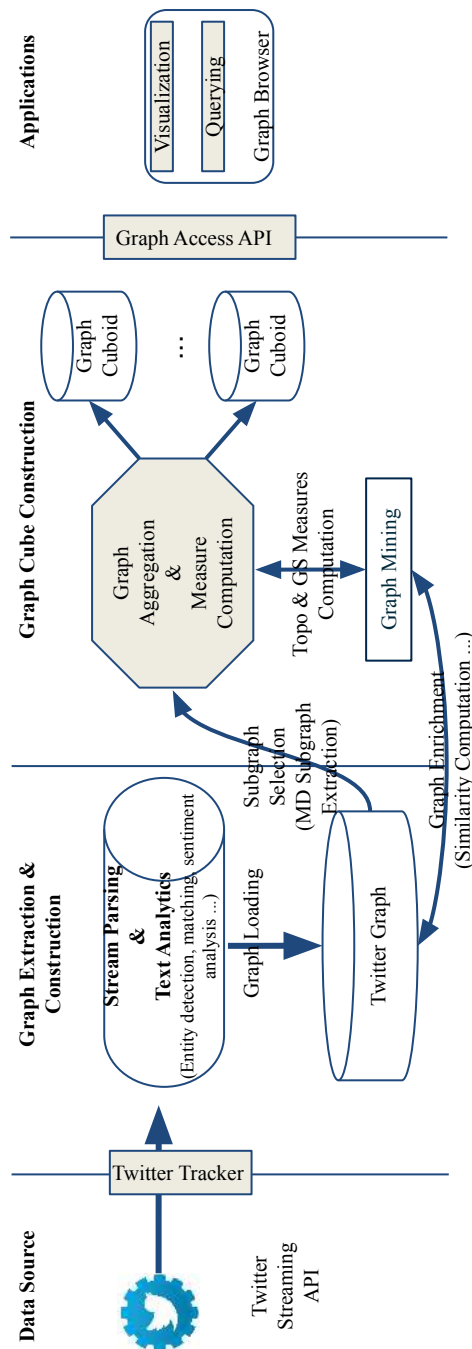 Data Source
Twitter
Streaming
API
Twitter Tracker
Graph Extraction &
Construction
Stream Parsing
&
Text Analytics
(Entity detection, matching, sentiment
analysis ...)
Graph Loading
Twitter Graph
Graph Cube Construction
Subgraph
Selection
(MD Subgraph
Extraction)
Graph Enrichment
(Similarity Computation ...)
Graph
Aggregation
&
Measure
Computation
Topo & GS Measures
Computation
Graph Mining
Graph
Cuboid
...
Graph
Cuboid
Graph Access API
Applications
Visualization
Querying
Graph Browser